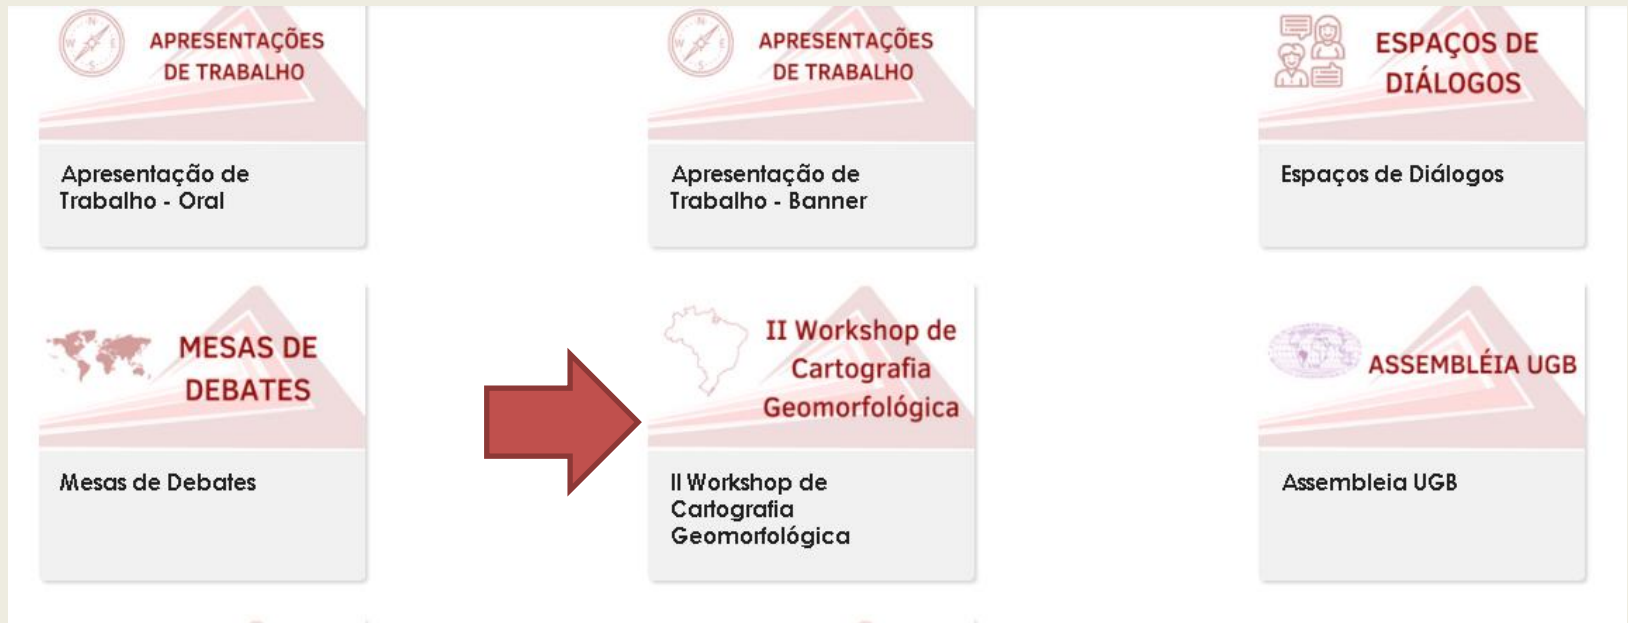 APRESENTAÇÕES
DE TRABALHO
Apresentação de
Trabalho - Oral
APRESENTAÇÕES
DE TRABALHO
Apresentação de
Trabalho - Banner
ESPAÇOS DE
DIÁLOGOS
Espaços de Diálogos
MESAS DE
DEBATES
Mesas de Debates
II Workshop de
Cartografia
Geomorfológica
II Workshop de
Cartografia
Geomorfológica
ASSEMBLÉIA UGB
Assembleia UGB